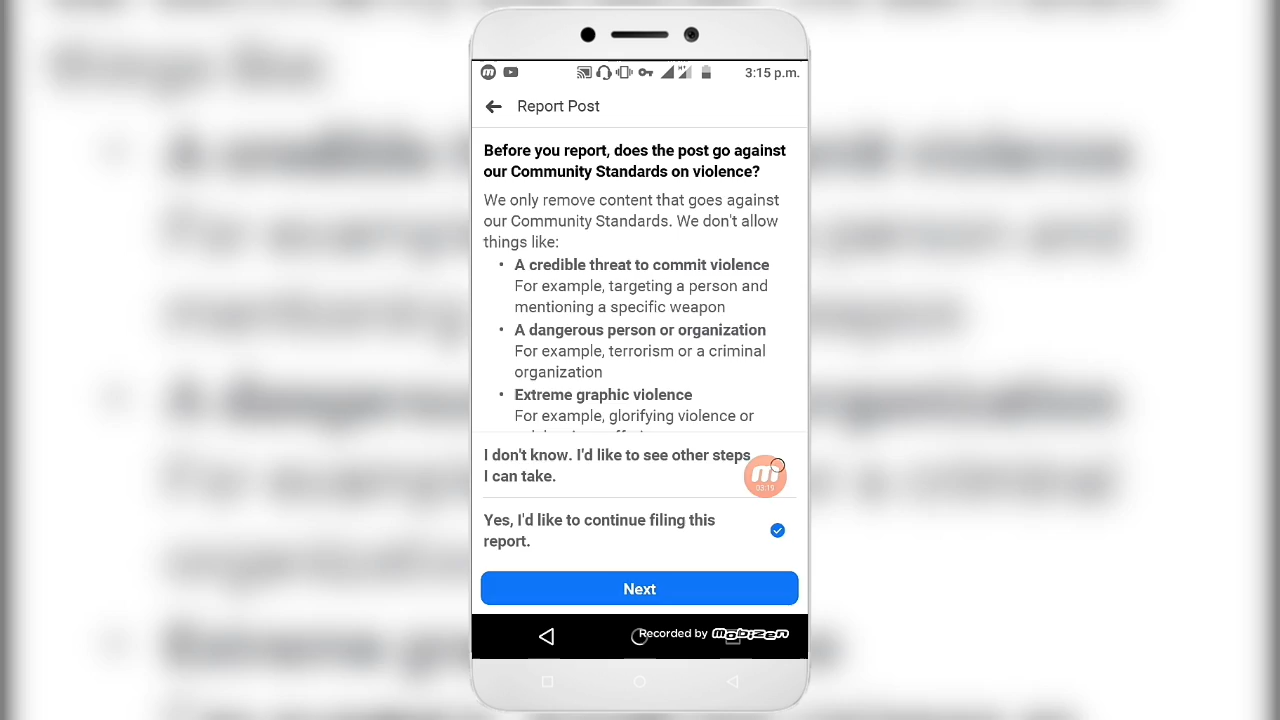 3:15 p.m.
Report Post
Before you report, does the post go against
our Community Standards on violence?
We only remove content that goes against
our Community Standards. We don't allow
things like:
• A credible threat to commit violence
For example, targeting a person and
mentioning a specific weapon
• A dangerous person or organization
For example, terrorism or a criminal
organization
• Extreme graphic violence
For example, glorifying violence or
I don't know. I'd like to see other steps
I can take.
03:19
Yes, I'd like to continue filing this
report.
Next
Recorded by mobizen